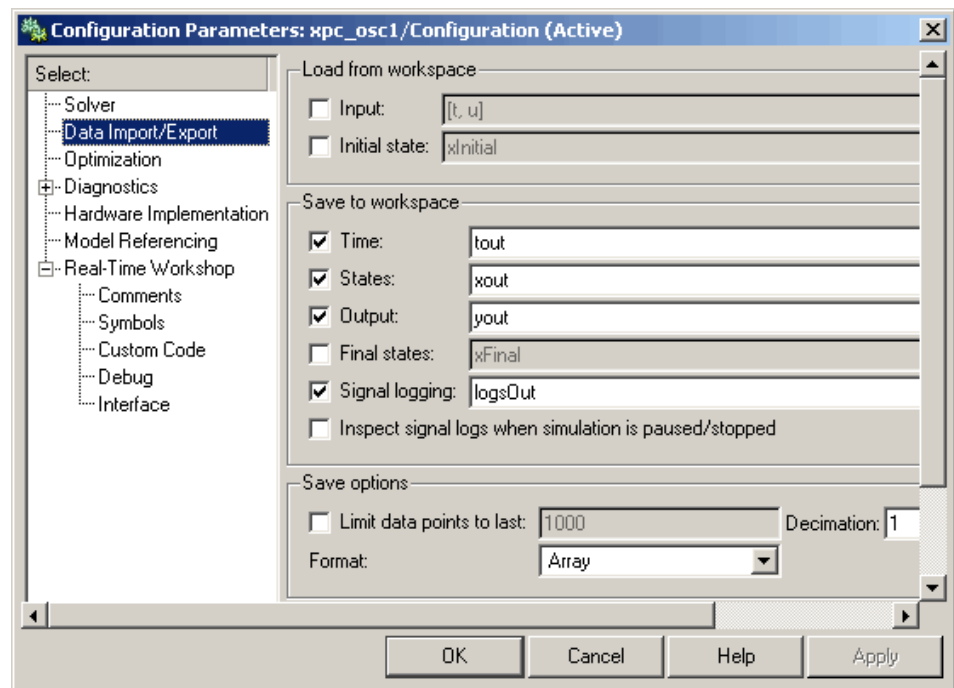 Configuration Parameters: xpc_osc1/Configuration (Active)
Select:
Solver
Data Import/Export
Optimization
Diagnostics
Hardware Implementation
Model Referencing
Real-Time Workshop
Comments
Symbols
Custom Code
Debug
Interface
Load from workspace
Input: [t, u]
Initial state: xInitial
Save to workspace
Time: tout
States: xout
Output: yout
Final states: xFinal
Signal logging: logsOut
Inspect signal logs when simulation is paused/stopped
Save options
Limit data points to last: 1000 Decimation: 1
Format: Array
OK Cancel Help Apply